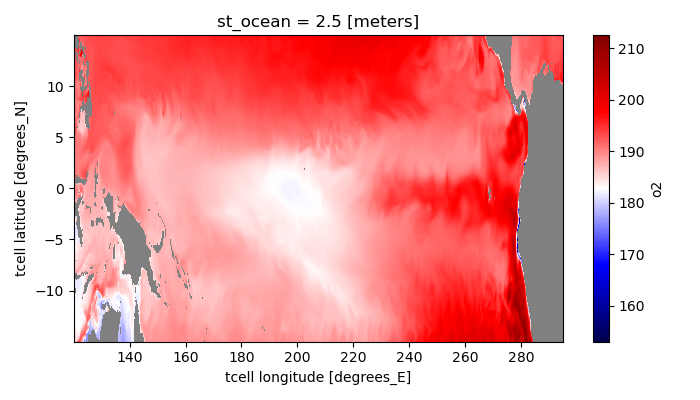 st_ocean = 2.5 [meters]
10
5
0
−5
−10
tcell latitude [degrees_N]
140 160 180 200 220 240 260 280
tcell longitude [degrees_E]
210
200
190
180
170
160
o2